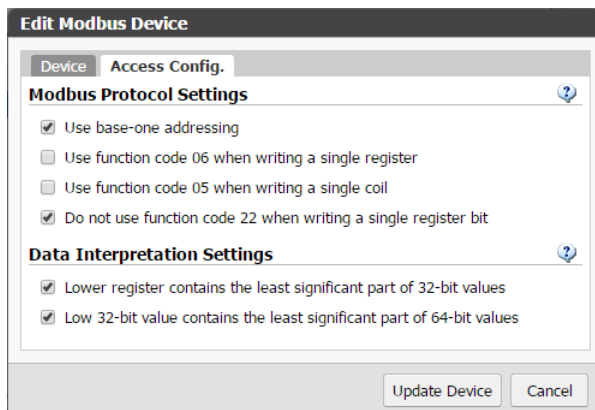 Edit Modbus Device
Device Access Config.
Modbus Protocol Settings ?
Use base-one addressing
Use function code 06 when writing a single register
Use function code 05 when writing a single coil
Do not use function code 22 when writing a single register bit
Data Interpretation Settings ?
Lower register contains the least significant part of 32-bit values
Low 32-bit value contains the least significant part of 64-bit values
Update Device Cancel